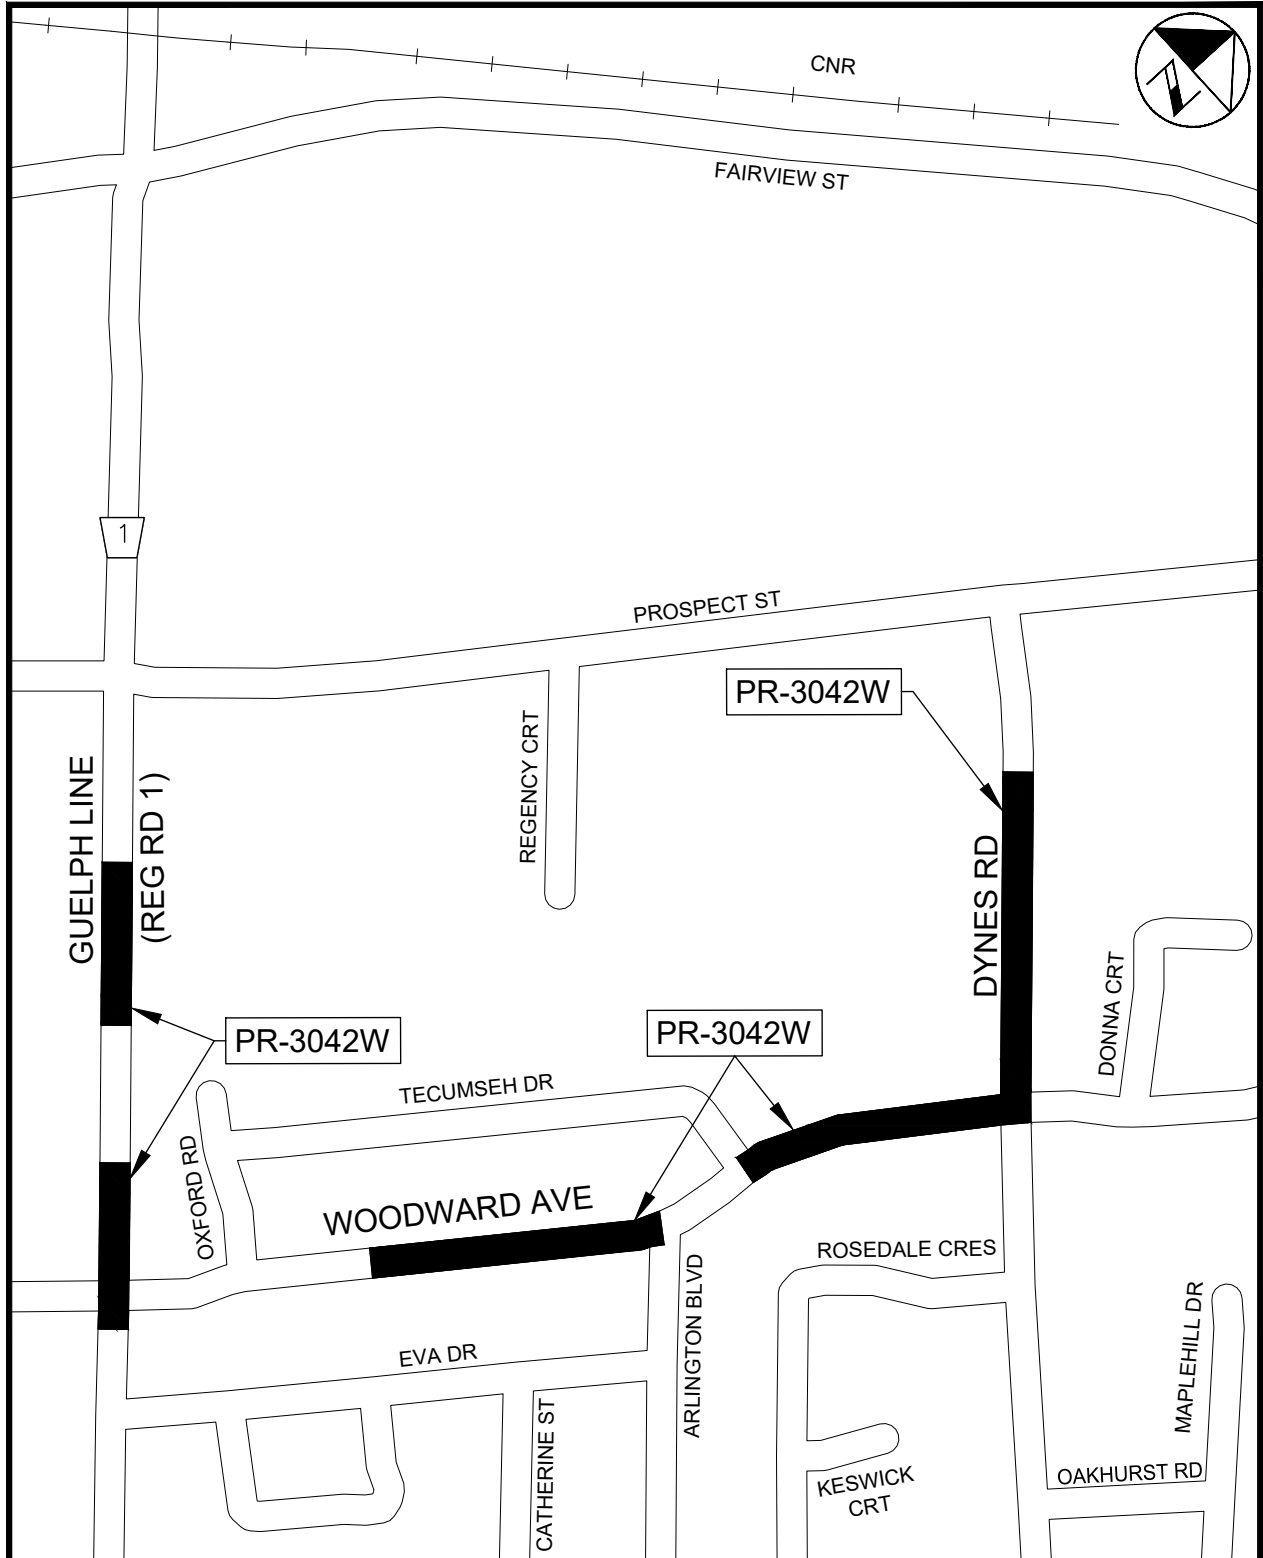 CNR
N
FAIRVIEW ST
1
PROSPECT ST
PR-3042W
REGENCY CRT
GUELPH LINE
(REG RD 1)
DYNES RD
DONNA CRT
PR-3042W
PR-3042W
TECUMSEH DR
OXFORD RD
WOODWARD AVE
ROSEDALE CRES
ARLINGTON BLVD
MAPLEHILL DR
EVA DR
CATHERINE ST
KESWICK
CRT
OAKHURST RD